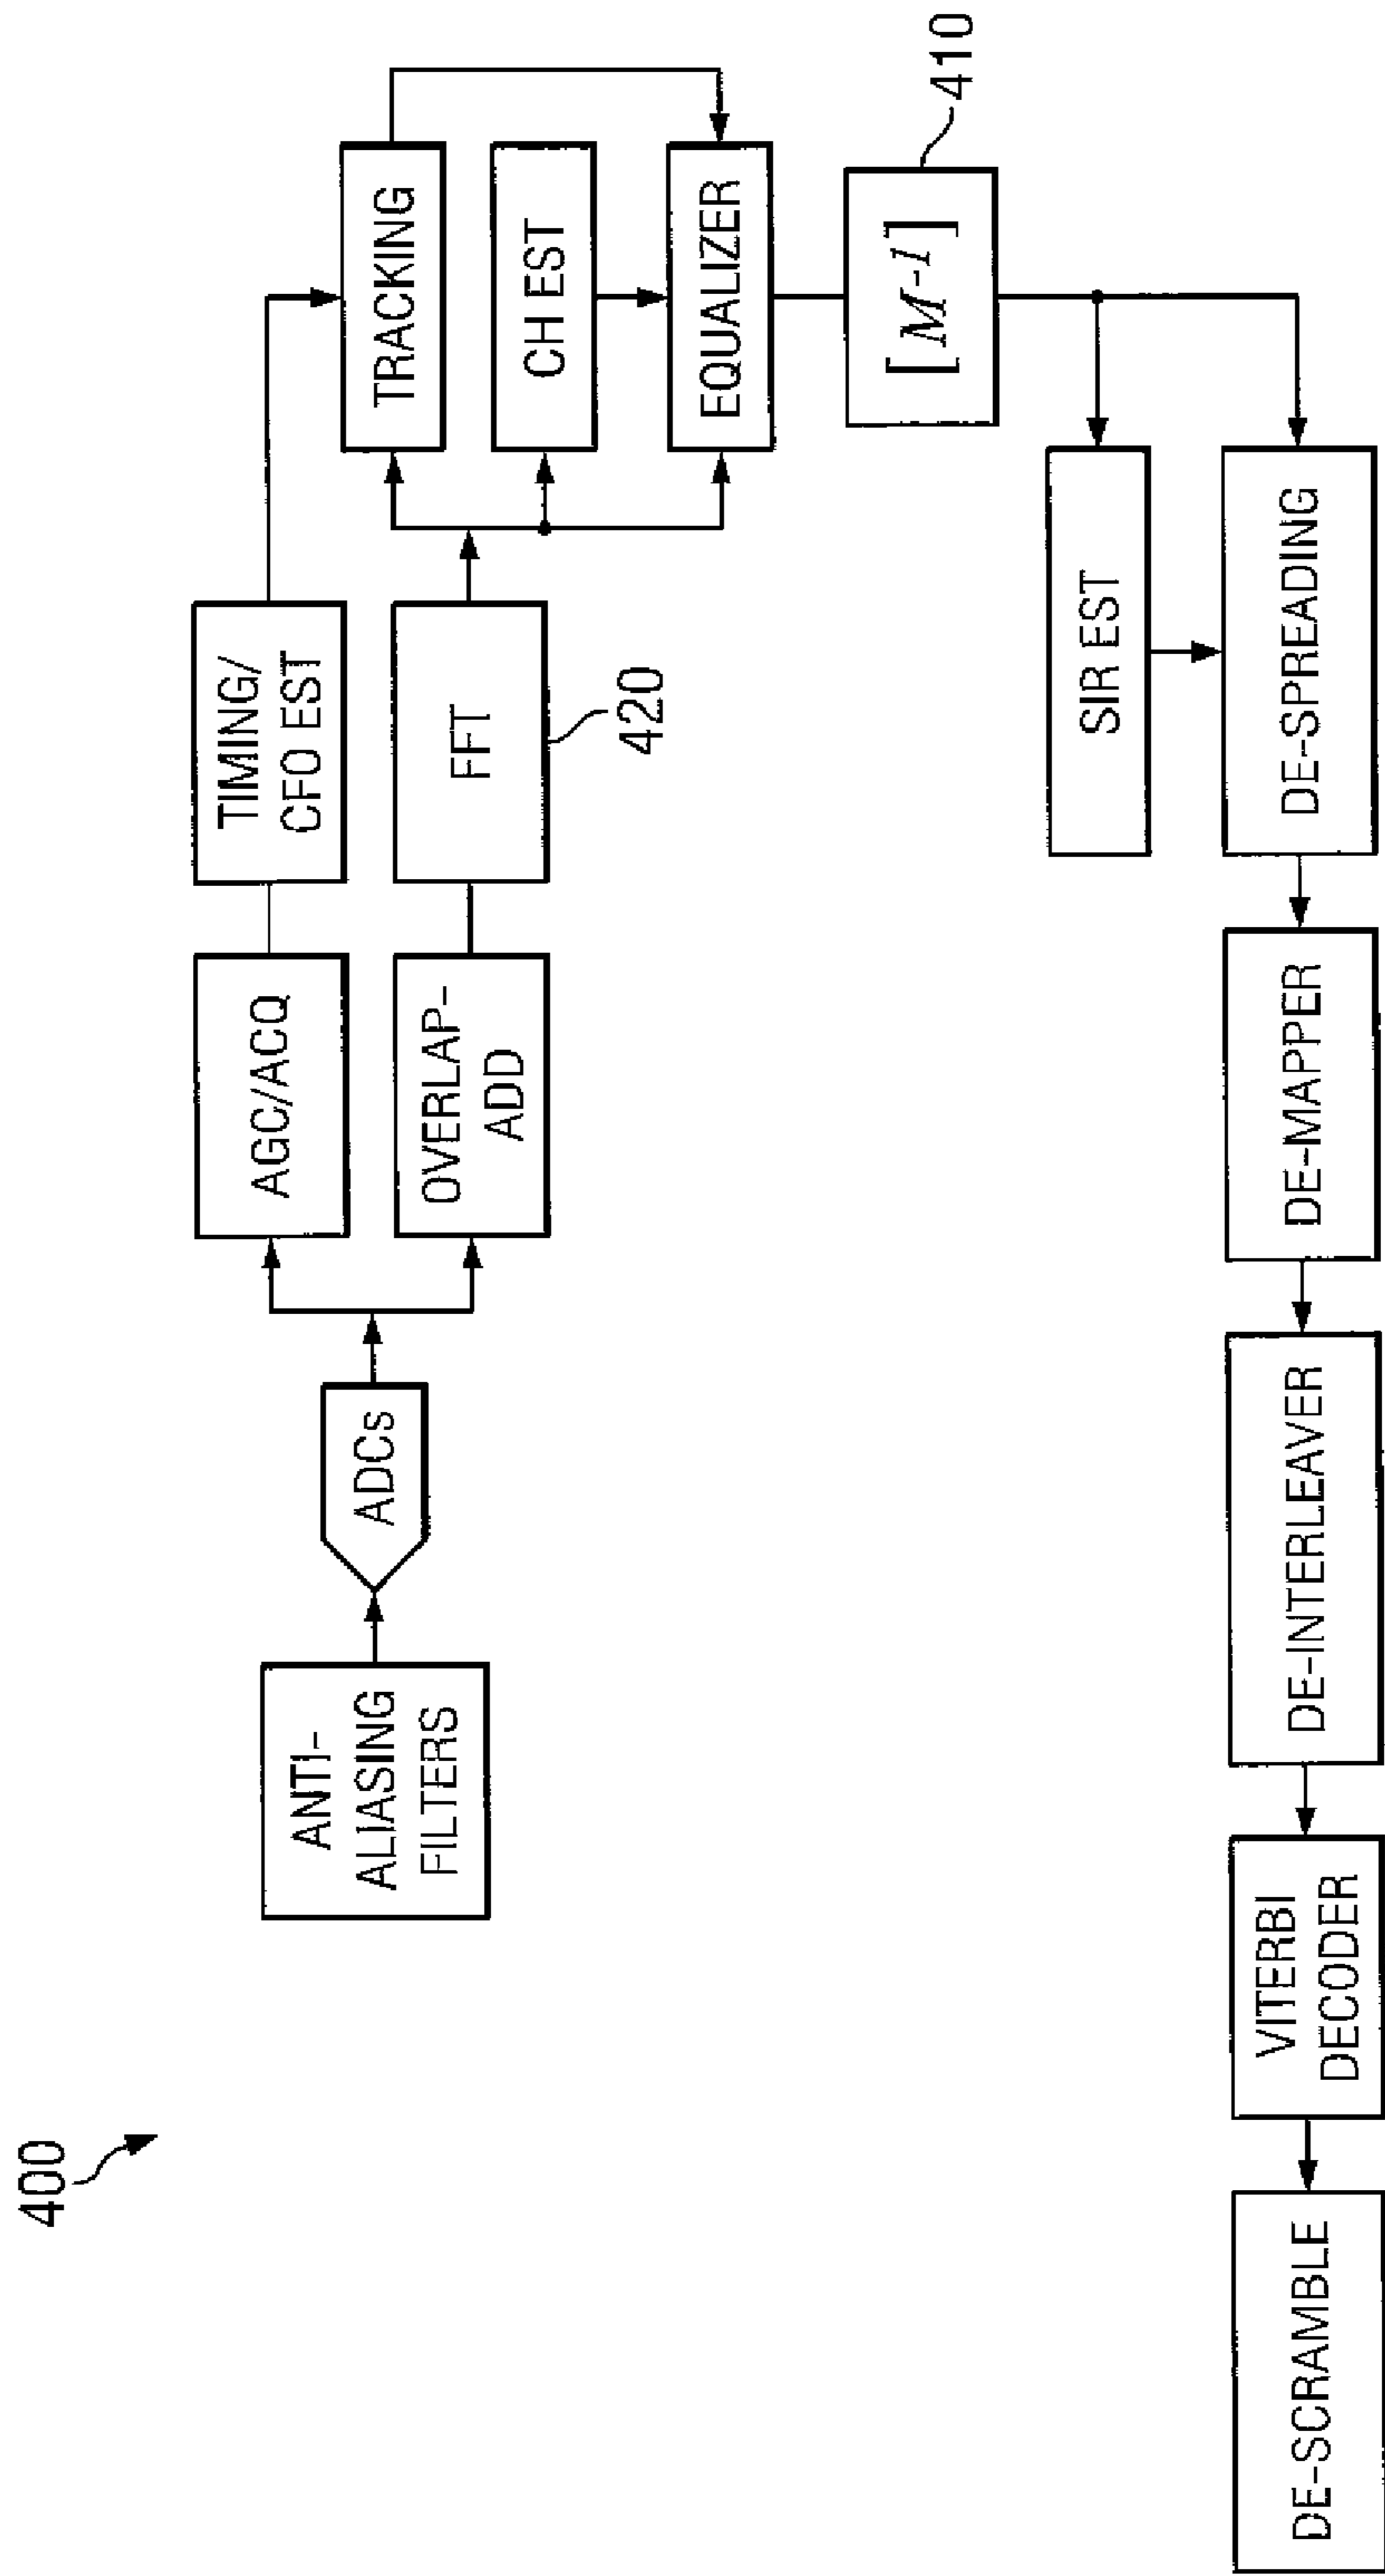 400
ANTI-
ALIASING
FILTERS
ADCs
AGC/ACQ
OVERLAP-
ADD
TIMING/
CFO EST
FFT
420
TRACKING
CH EST
EQUALIZER
[M-1]
410
SIR EST
DE-SPREADING
DE-MAPPER
DE-INTERLEAVER
VITERBI
DECODER
DE-SCRAMBLE